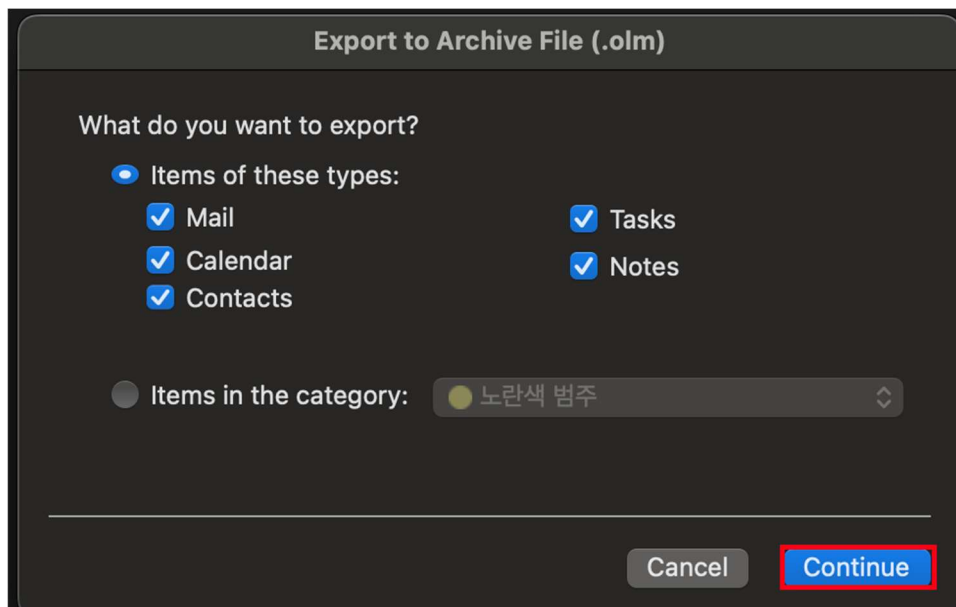 Export to Archive File (.olm)
What do you want to export?
Items of these types:
Mail
Tasks
Calendar
Notes
Contacts
Items in the category:
노란색 범주
Cancel
Continue